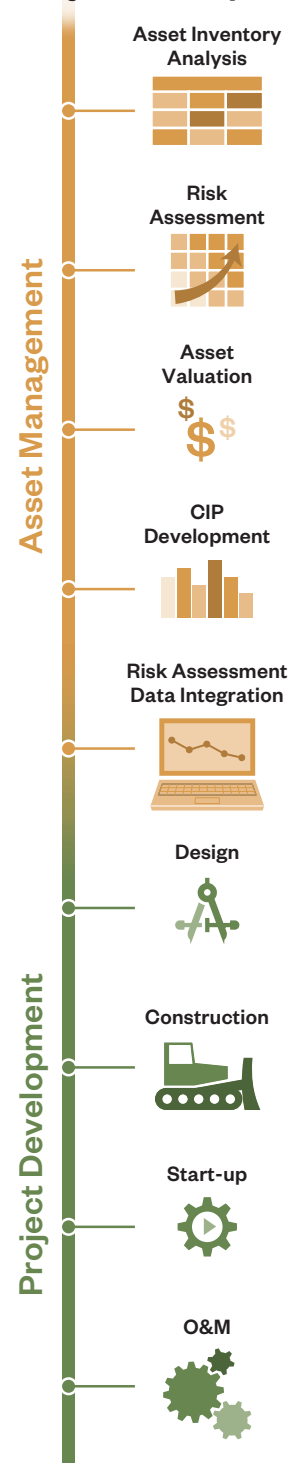 Asset Inventory
Analysis
Risk
Assessment
Asset
Valuation
$
$
$
CIP
Development
Risk Assessment
Data Integration
Asset Management
Design
Construction
Start-up
O&M
Project Development